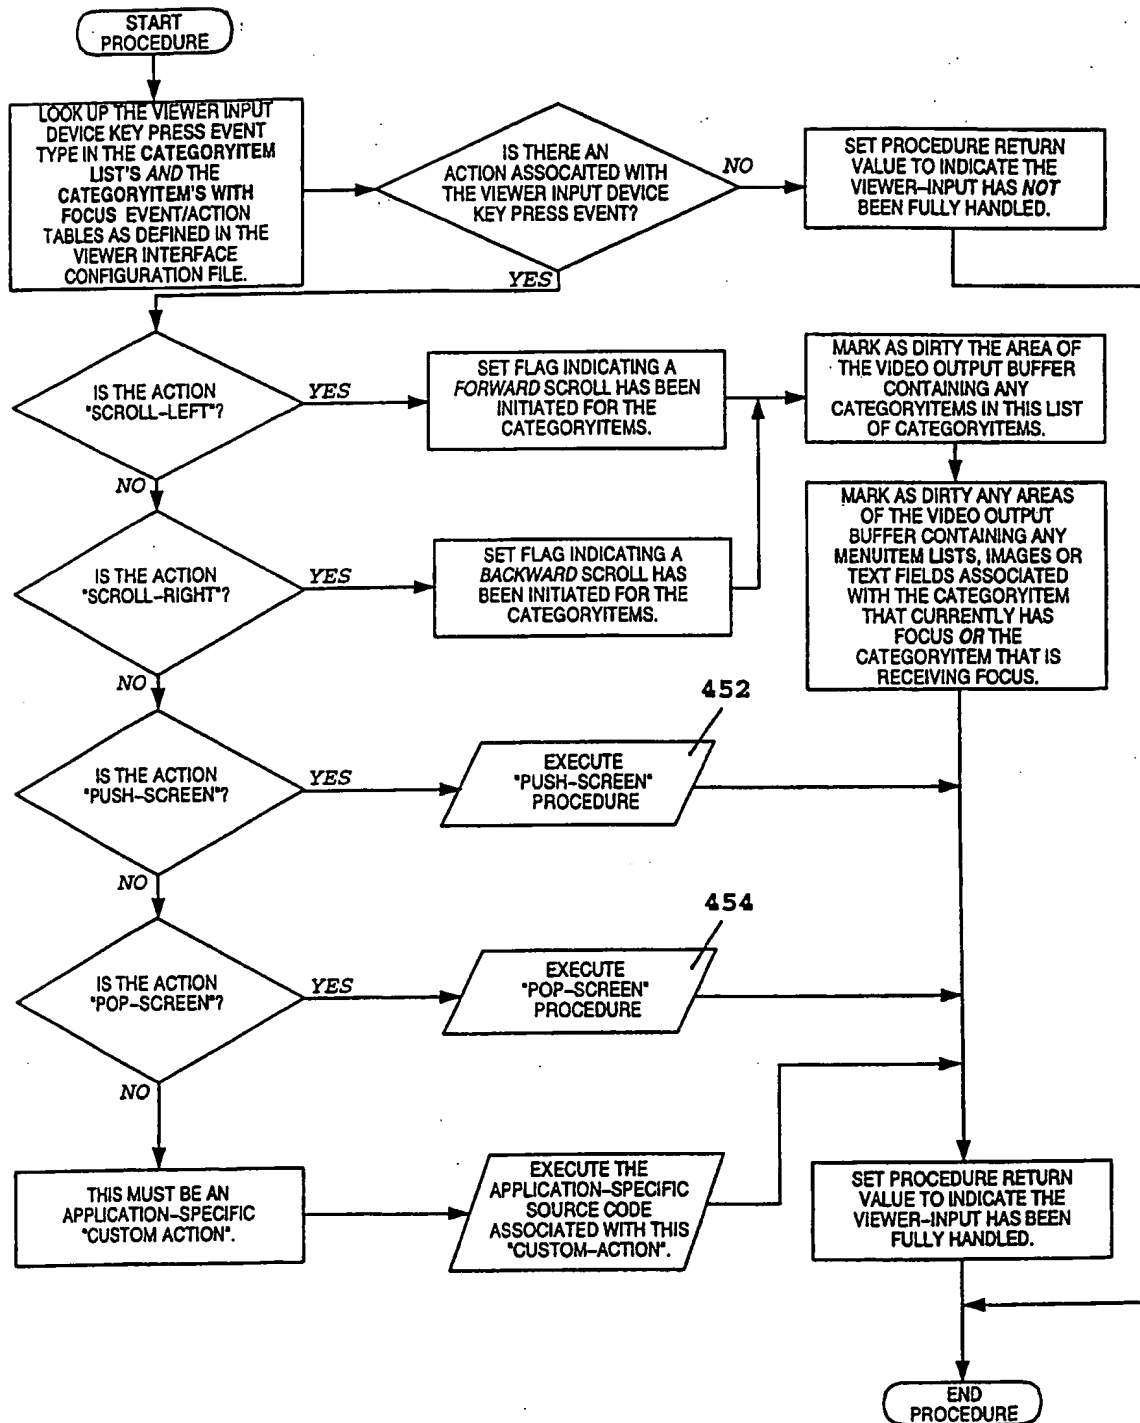 START
PROCEDURE
LOOK UP THE VIEWER INPUT
DEVICE KEY PRESS EVENT
TYPE IN THE CATEGORYITEM
LIST'S AND THE
CATEGORYITEM'S WITH
FOCUS EVENT/ACTION
TABLES AS DEFINED IN THE
VIEWER INTERFACE
CONFIGURATION FILE.
IS THERE AN
ACTION ASSOCAITED WITH
THE VIEWER INPUT DEVICE
KEY PRESS EVENT?
NO
SET PROCEDURE RETURN
VALUE TO INDICATE THE
VIEWER-INPUT HAS NOT
BEEN FULLY HANDLED.
YES
IS THE ACTION
"SCROLL-LEFT"?
YES
SET FLAG INDICATING A
FORWARD SCROLL HAS BEEN
INITIATED FOR THE
CATEGORYITEMS.
MARK AS DIRTY THE AREA OF
THE VIDEO OUTPUT BUFFER
CONTAINING ANY
CATEGORYITEMS IN THIS LIST
OF CATEGORYITEMS.
NO
IS THE ACTION
"SCROLL-RIGHT"?
YES
SET FLAG INDICATING A
BACKWARD SCROLL HAS
BEEN INITIATED FOR THE
CATEGORYITEMS.
MARK AS DIRTY ANY AREAS
OF THE VIDEO OUTPUT
BUFFER CONTAINING ANY
MENUITEM LISTS, IMAGES OR
TEXT FIELDS ASSOCIATED
WITH THE CATEGORYITEM
THAT CURRENTLY HAS
FOCUS OR THE
CATEGORYITEM THAT IS
RECEIVING FOCUS.
NO
IS THE ACTION
"PUSH-SCREEN"?
YES
452
EXECUTE
"PUSH-SCREEN"
PROCEDURE
NO
IS THE ACTION
"POP-SCREEN"?
YES
454
EXECUTE
"POP-SCREEN"
PROCEDURE
NO
THIS MUST BE AN
APPLICATION-SPECIFIC
"CUSTOM ACTION".
EXECUTE THE
APPLICATION-SPECIFIC
SOURCE CODE
ASSOCIATED WITH THIS
"CUSTOM-ACTION".
SET PROCEDURE RETURN
VALUE TO INDICATE THE
VIEWER-INPUT HAS BEEN
FULLY HANDLED.
END
PROCEDURE